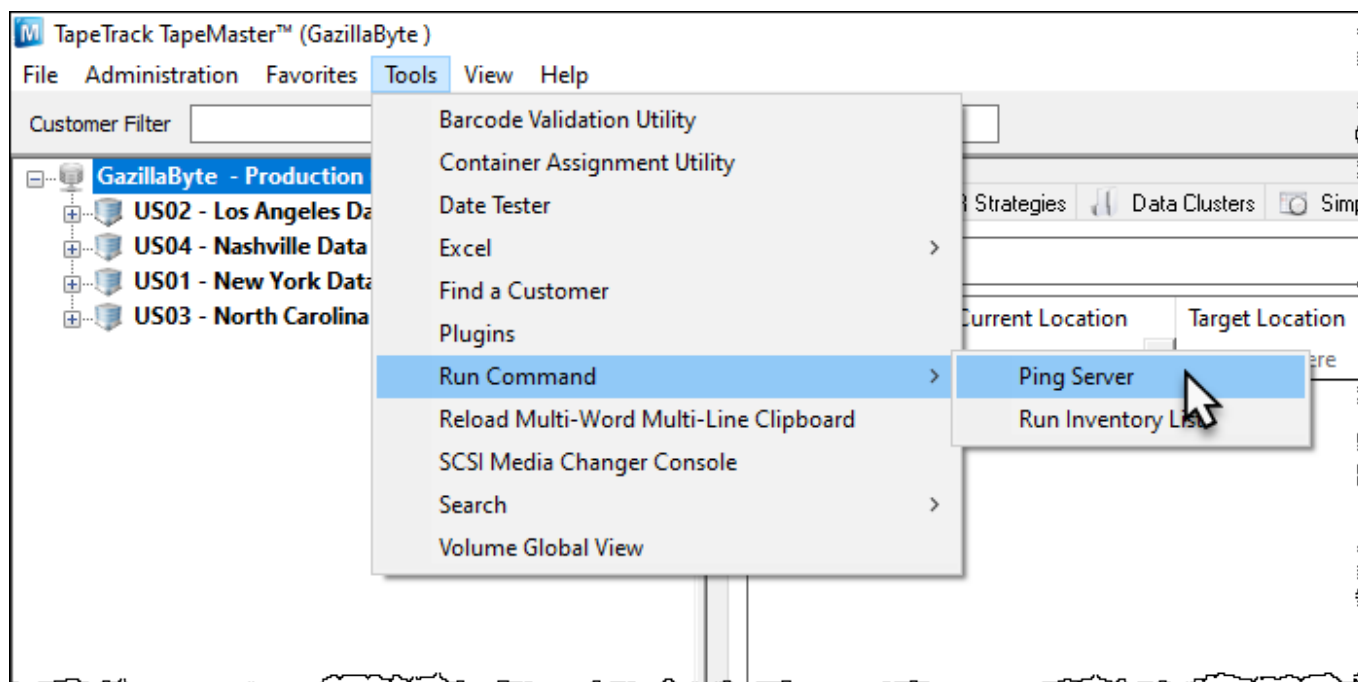 TapeTrack TapeMaster™ (GazillaByte )
File Administration Favorites Tools View Help
Customer Filter
GazillaByte - Production
US02 - Los Angeles
US04 - Nashville Data
US01 - New York
US03 - North Carolina
Barcode Validation Utility
Container Assignment Utility
Date Tester
Excel
Find a Customer
Plugins
Run Command
Reload Multi-Word Multi-Line Clipboard
SCSI Media Changer Console
Search
Volume Global View
Ping Server
Run Inventory
Strategies Data Clusters
Current Location Target Location